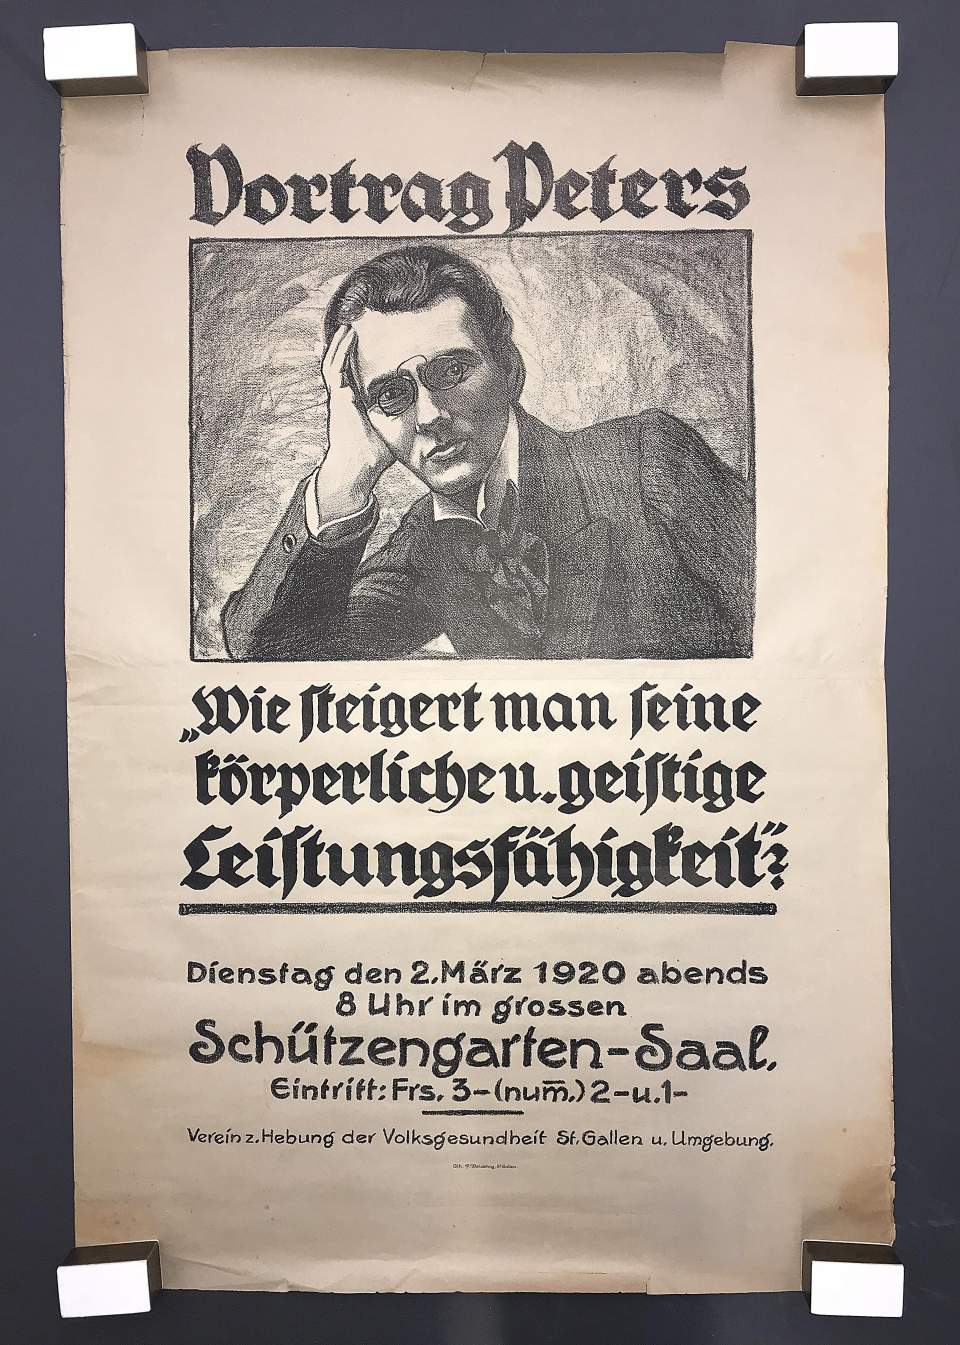 Vortrag Peters
„Wie ſteigert man ſeine
körperliche u. geiſtige
Leiſtungsfähigkeit“?
Dienstag den 2. März 1920 abends
8 Uhr im grossen
Schützengarten-Saal.
Eintritt: Frs. 3- (num̅.) 2- u. 1-
Verein z. Hebung der Volksgesundheit St. Gallen u. Umgebung.